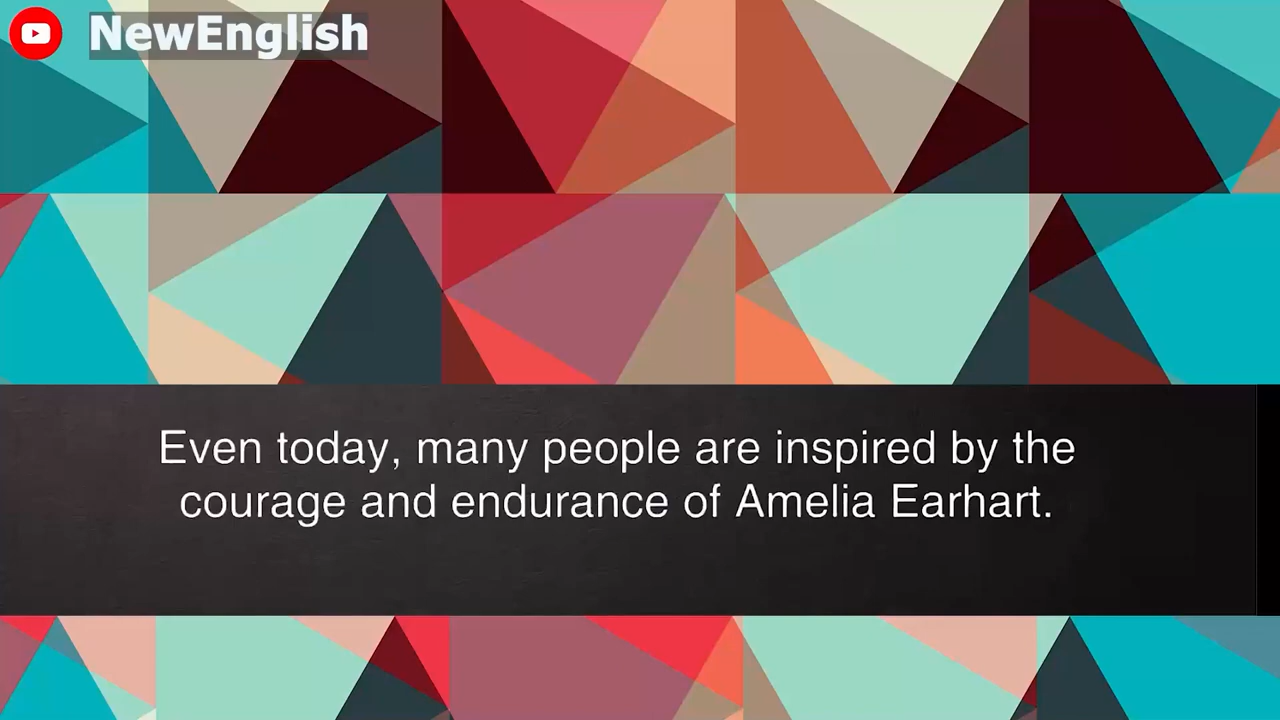 NewEnglish
Even today, many people are inspired by the
courage and endurance of Amelia Earhart.